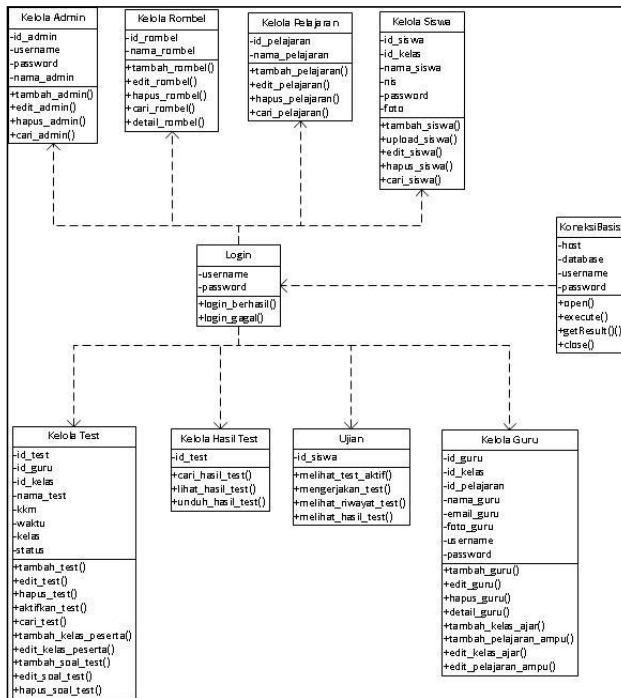 Kelola Admin
-id_admin
-username
-password
-nama_admin
+tambah_admin()
+edit_admin()
+hapus_admin()
+cari_admin()
Kelola Rombel
-id_rombel
-nama_rombel
+tambah_rombel()
+edit_rombel()
+hapus_rombel()
+cari_rombel()
+detail_rombel()
Kelola Pelajaran
-id_pelajaran
-nama_pelajaran
+tambah_pelajaran()
+edit_pelajaran()
+hapus_pelajaran()
+cari_pelajaran()
Kelola Siswa
-id_siswa
-id_kelas
-nama_siswa
-nis
-password
-foto
+tambah_siswa()
+upload_siswa()
+edit_siswa()
+hapus_siswa()
+cari_siswa()
Login
-username
-password
+login_berhasil()
+login_gagal()
KoneksiBasis
-host
-database
-username
-password
+open()
+execute()
+getResult()()
+close()
Kelola Test
-id_test
-id_guru
-id_kelas
-nama_test
-kkm
-waktu
-kelas
-status
+tambah_test()
+edit_test()
+hapus_test()
+aktifkan_test()
+cari_test()
+tambah_kelas_peserta()
+edit_kelas_peserta()
+tambah_soal_test()
+edit_soal_test()
+hapus_soal_test()
Kelola Hasil Test
-id_test
+cari_hasil_test()
+lihat_hasil_test()
+unduh_hasil_test()
Ujian
-id_siswa
+melihat_test_aktif()
+mengerjakan_test()
+melihat_riwayat_test()
+melihat_hasil_test()
Kelola Guru
-id_guru
-id_kelas
-id_pelajaran
-nama_guru
-email_guru
-foto_guru
-username
-password
+tambah_guru()
+edit_guru()
+hapus_guru()
+detail_guru()
+tambah_kelas_ajar()
+tambah_pelajaran_ampu()
+edit_kelas_ajar()
+edit_pelajaran_ampu()